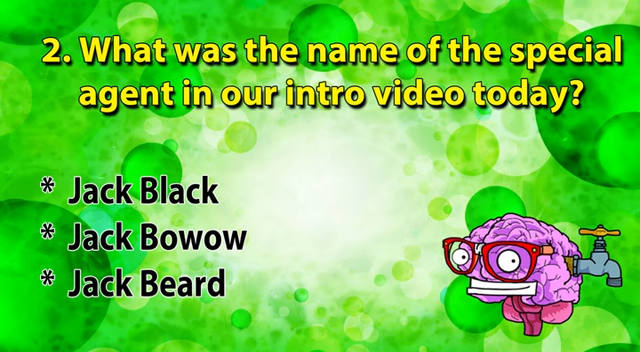 2. What was the name of the special
agent in our intro video today?
* Jack Black
* Jack Bowow
* Jack Beard